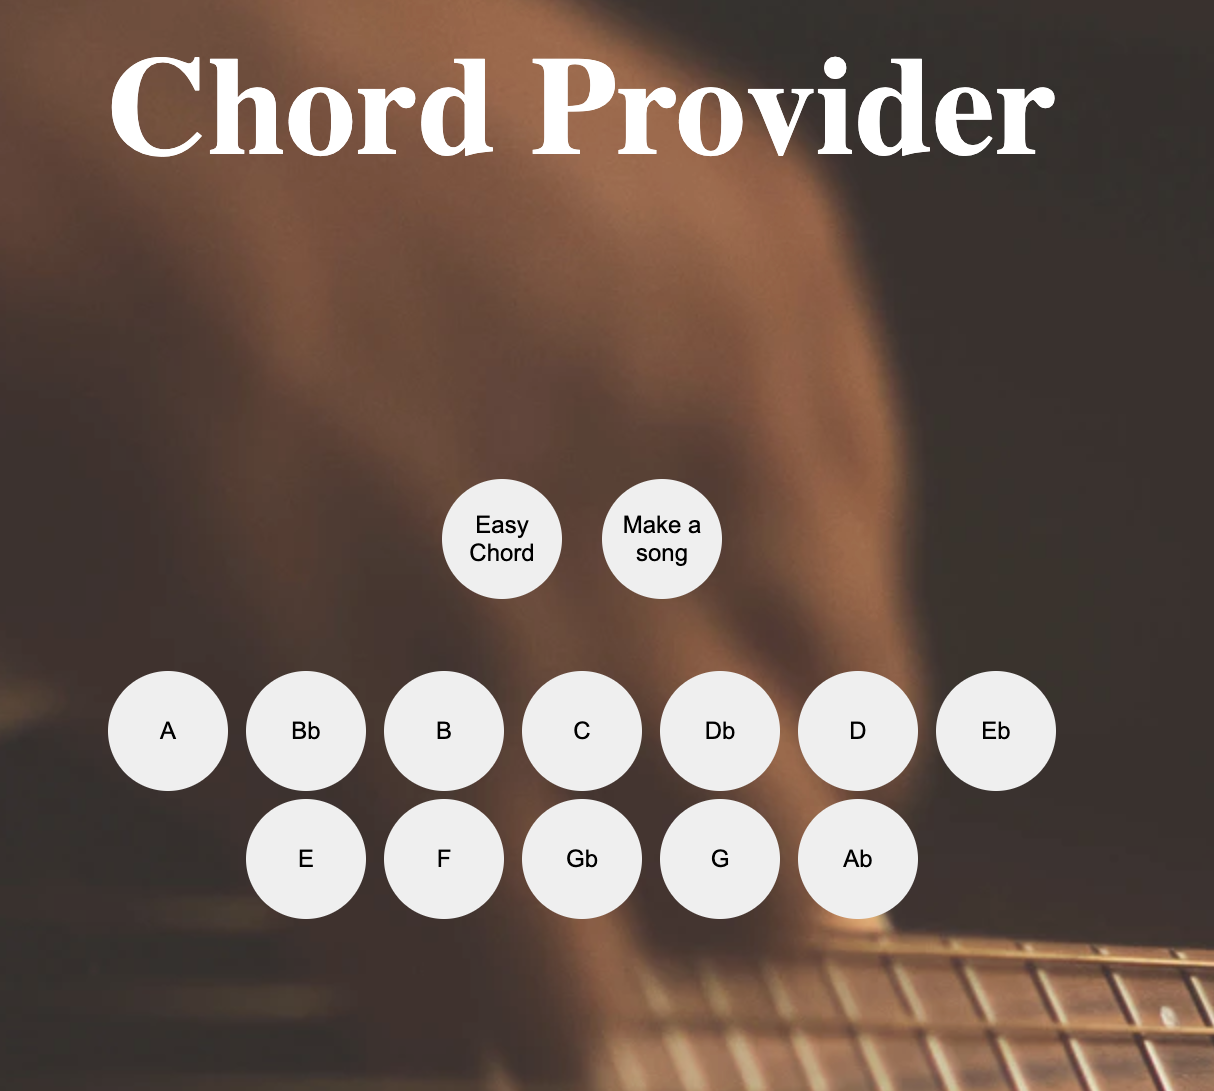 Chord Provider
Easy
Chord
Make a
song
A Bb B C Db D Eb
E F Gb G Ab